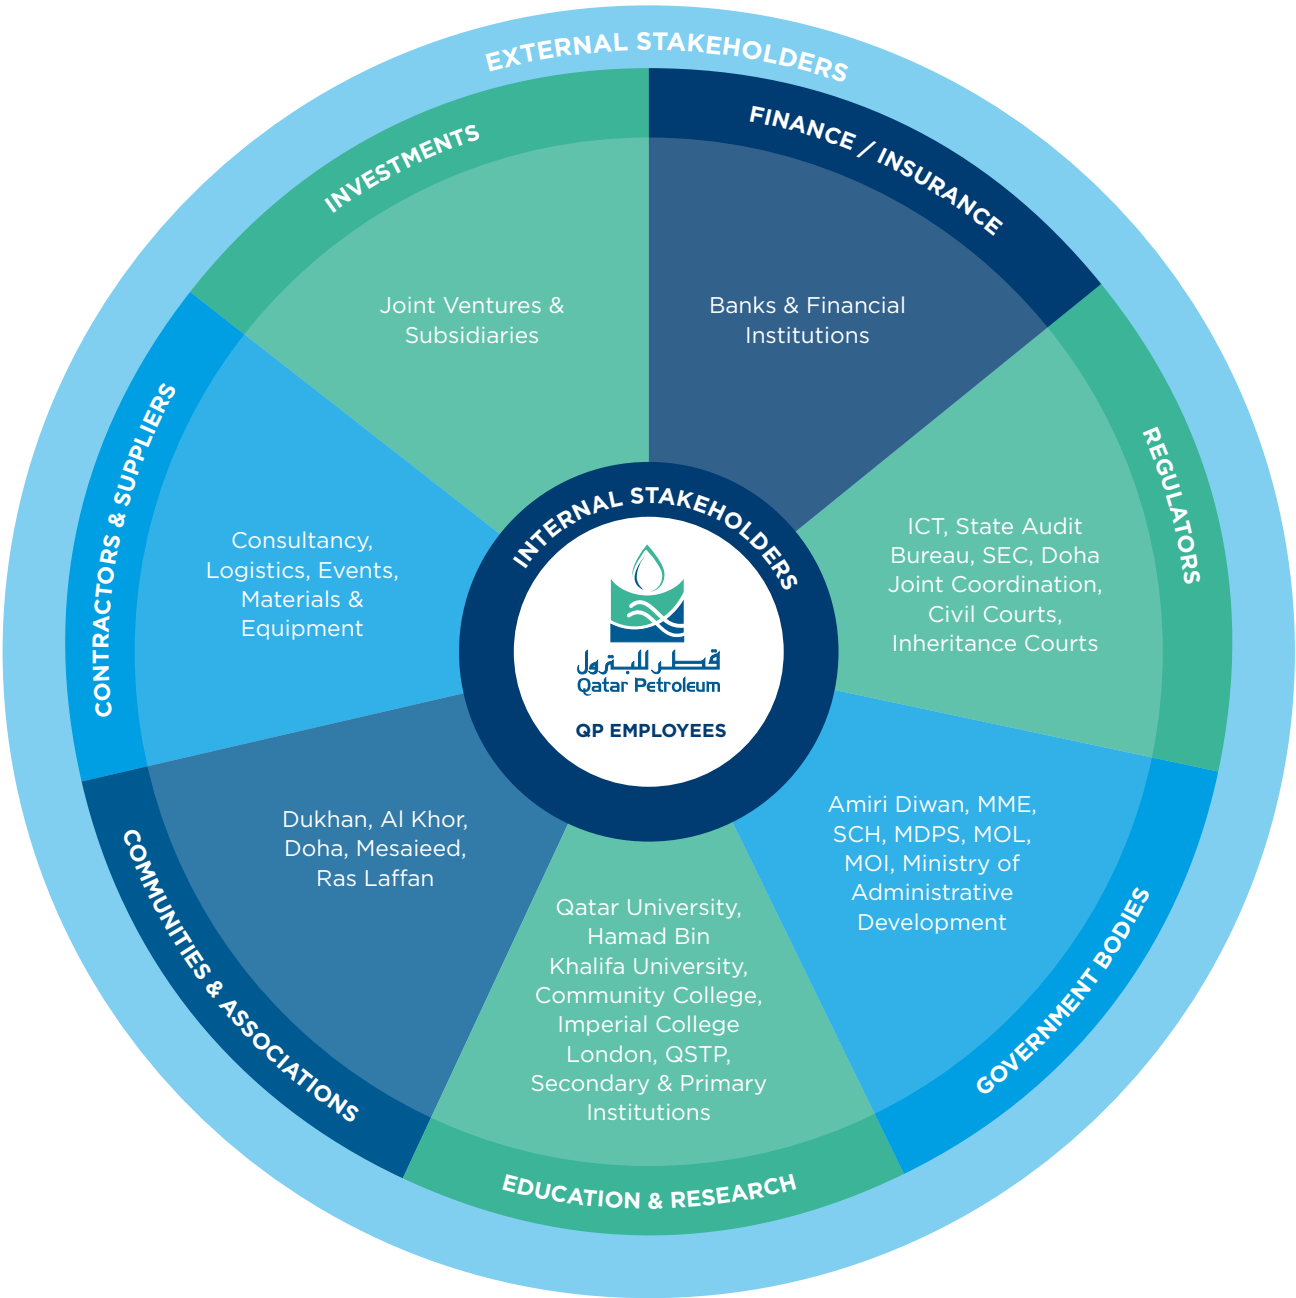 EXTERNAL STAKEHOLDERS
INVESTMENTS
Joint Ventures &
Subsidiaries
FINANCE / INSURANCE
Banks & Financial
Institutions
REGULATORS
ICT, State Audit
Bureau, SEC, Doha
Joint Coordination,
Civil Courts,
Inheritance Courts
GOVERNMENT BODIES
Amiri Diwan, MME,
SCH, MDPS, MOL,
MOI, Ministry of
Administrative
Development
EDUCATION & RESEARCH
Qatar University,
Hamad Bin
Khalifa University,
Community College,
Imperial College
London, QSTP,
Secondary & Primary
Institutions
COMMUNITIES & ASSOCIATIONS
Dukhan, Al Khor,
Doha, Mesaieed,
Ras Laffan
CONTRACTORS & SUPPLIERS
Consultancy,
Logistics, Events,
Materials &
Equipment
INTERNAL STAKEHOLDERS
قطر للبترول
Qatar Petroleum
QP EMPLOYEES